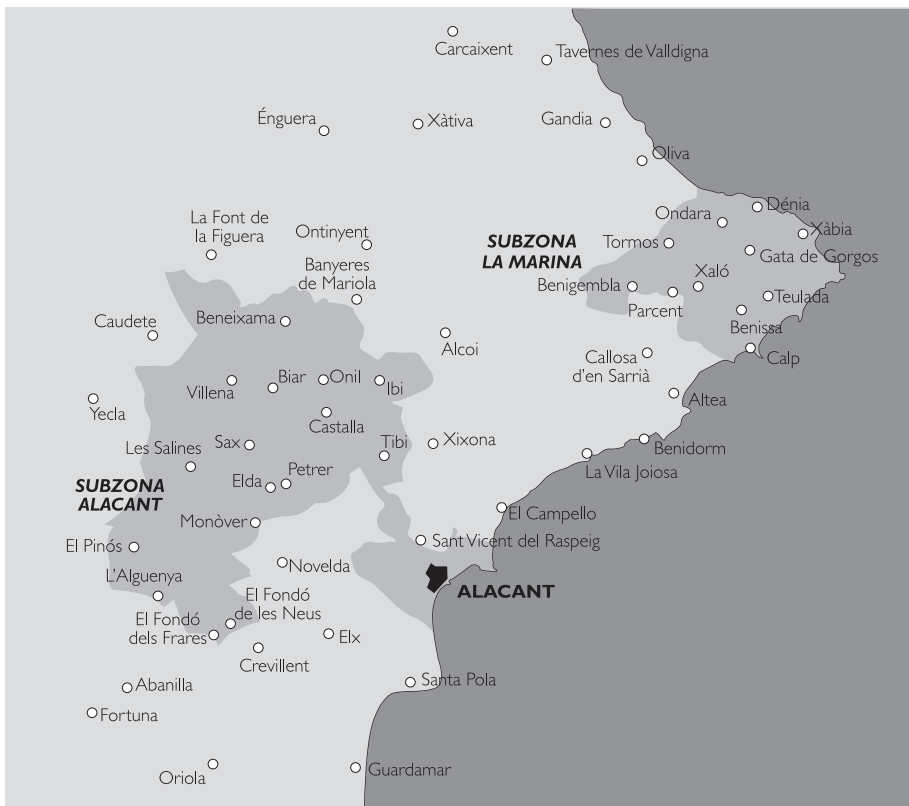 Carcaixent
Tavernes de Valldigna
Énguera
Xàtiva
Gandia
Oliva
La Font de
la Figuera
Ontinyent
Banyeres
de Mariola
SUBZONA
LA MARINA
Ondara
Dénia
Xàbia
Tormos
Gata de Gorgos
Benigembla
Xaló
Parcent
Teulada
Benissa
Calp
Caudete
Beneixama
Alcoi
Callosa
d'en Sarrià
Villena
Biar
Onil
Ibi
Altea
Yecla
Castalla
Les Salines
Sax
Tibi
Xixona
Benidorm
La Vila Joiosa
SUBZONA
ALACANT
Elda
Petrer
Monòver
El Campello
Sant Vicent del Raspeig
El Pinós
Novelda
L'Alguenya
ALACANT
El Fondó
de les Neus
El Fondó
dels Frares
Elx
Crevillent
Santa Pola
Abanilla
Fortuna
Oriola
Guardamar